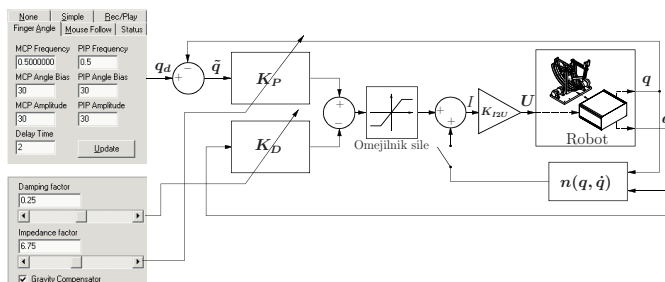 None Simple Rec/Play
Finger Angle Mouse Follow Status
MCP Frequency PIP Frequency
0.5000000 0.5
MCP Angle Bias PIP Angle Bias
30 30
MCP Amplitude PIP Amplitude
30 30
Delay Time
2 Update
q_d − + q̃ K_P + − + + I K_{I2U} U q
Omejilnik sile
Robot
K_D
n(q, q̇)
Damping factor
0.25
Impedance factor
6.75
Gravity Compensator